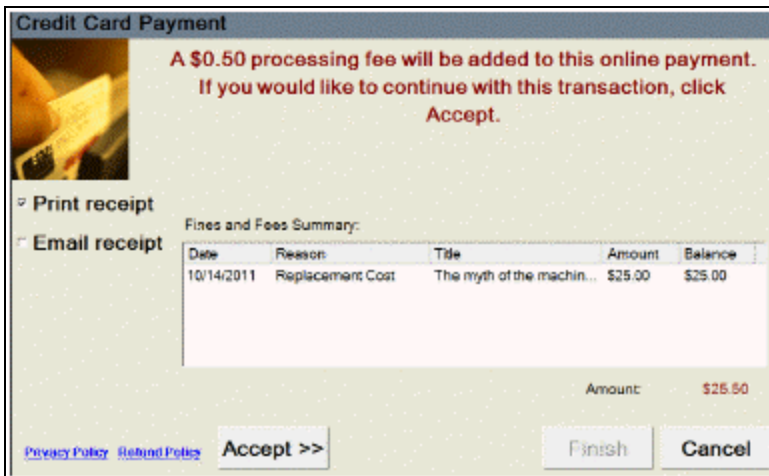 Credit Card Payment
A $0.50 processing fee will be added to this online payment.
If you would like to continue with this transaction, click
Accept.
Print receipt
Email receipt
Fines and Fees Summary:
Date Reason Title Amount Balance
10/14/2011 Replacement Cost The myth of the machin... $25.00 $25.00
Amount: $25.50
Privacy Policy Refund Policy Accept >> Finish Cancel